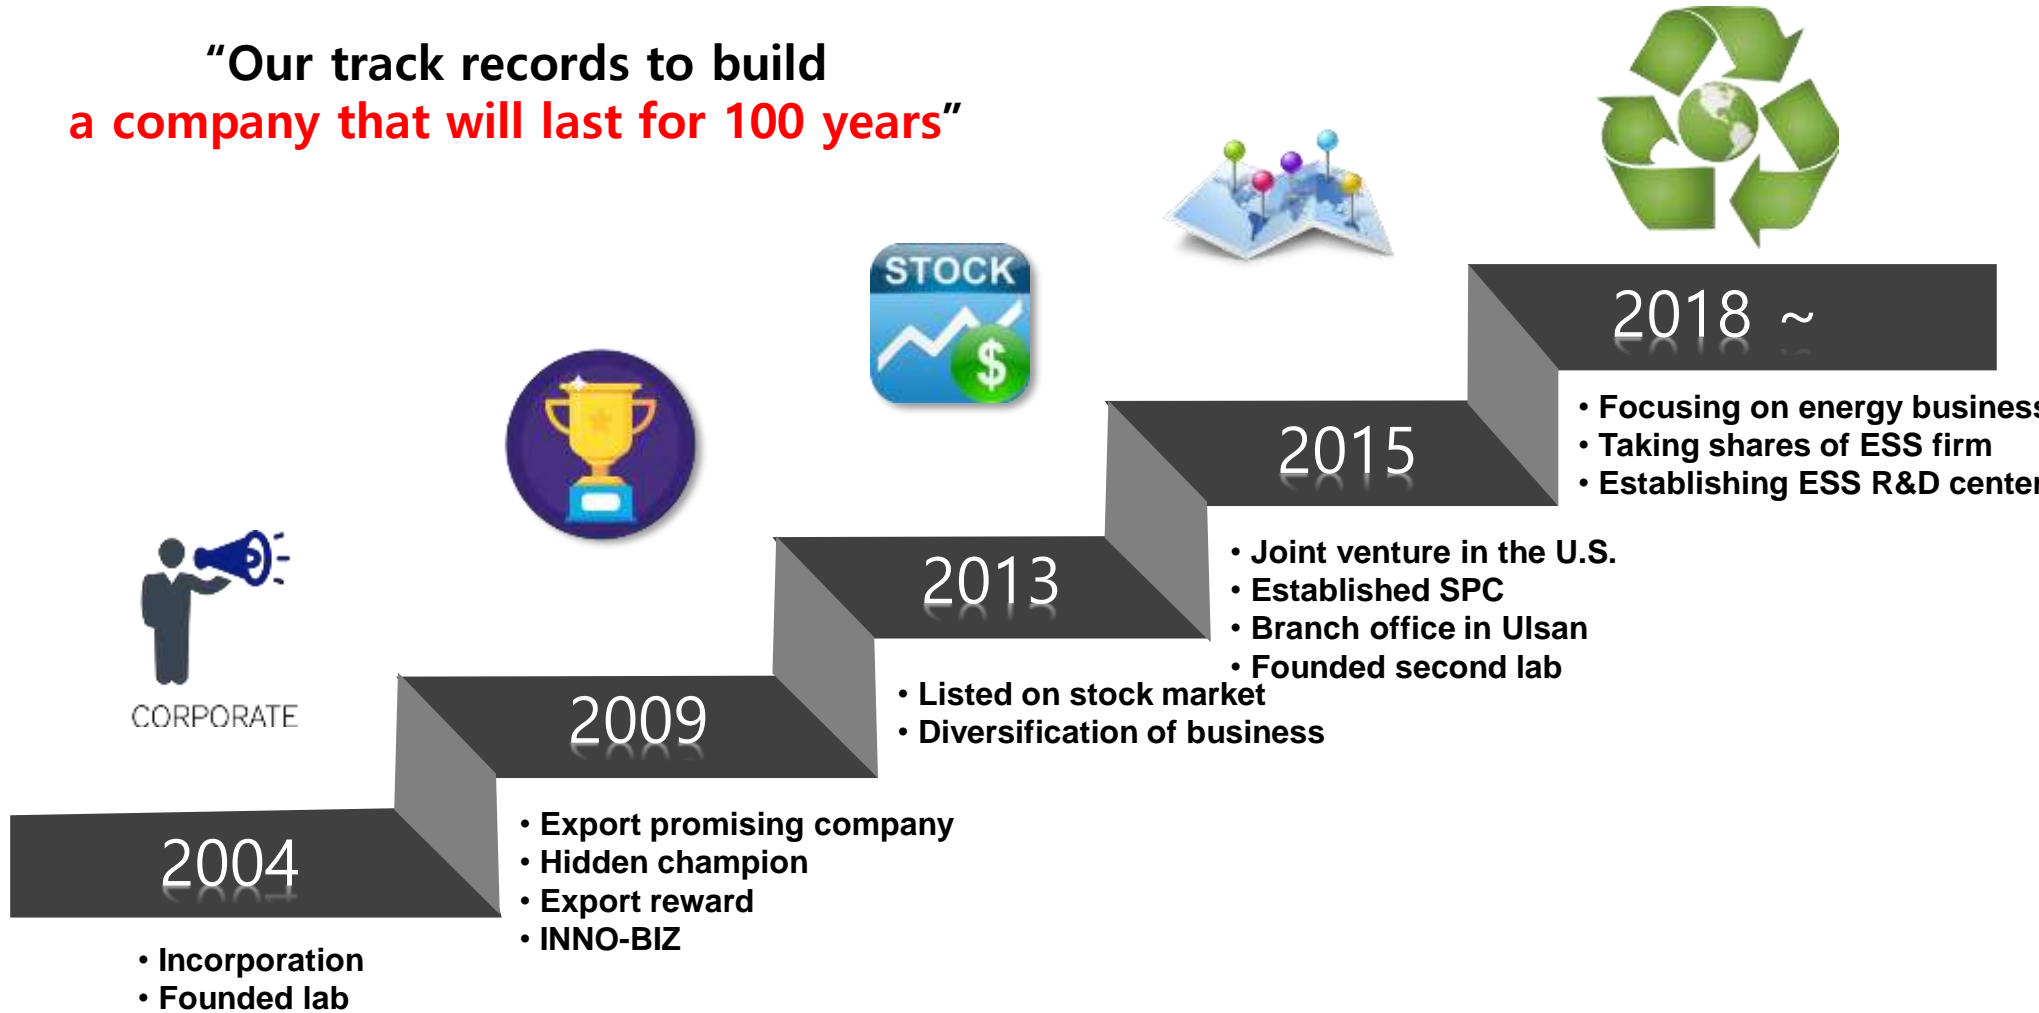 “Our track records to build
a company that will last for 100 years”
STOCK
$
CORPORATE
2004
• Incorporation
• Founded lab
2009
• Export promising company
• Hidden champion
• Export reward
• INNO-BIZ
2013
• Listed on stock market
• Diversification of business
2015
• Joint venture in the U.S.
• Established SPC
• Branch office in Ulsan
• Founded second lab
2018 ~
• Focusing on energy business
• Taking shares of ESS firm
• Establishing ESS R&D center